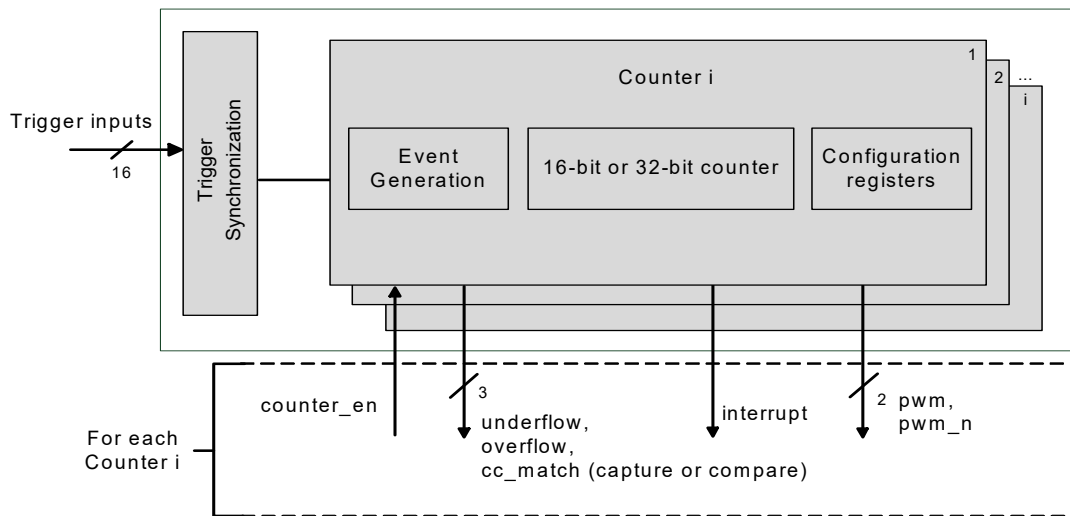 1
Counter i
2
...
i
Trigger inputs
16
Trigger
Synchronization
Event
Generation
16-bit or 32-bit counter
Configuration
registers
For each
Counter i
counter_en
3
underflow,
overflow,
cc_match (capture or compare)
interrupt
2
pwm,
pwm_n